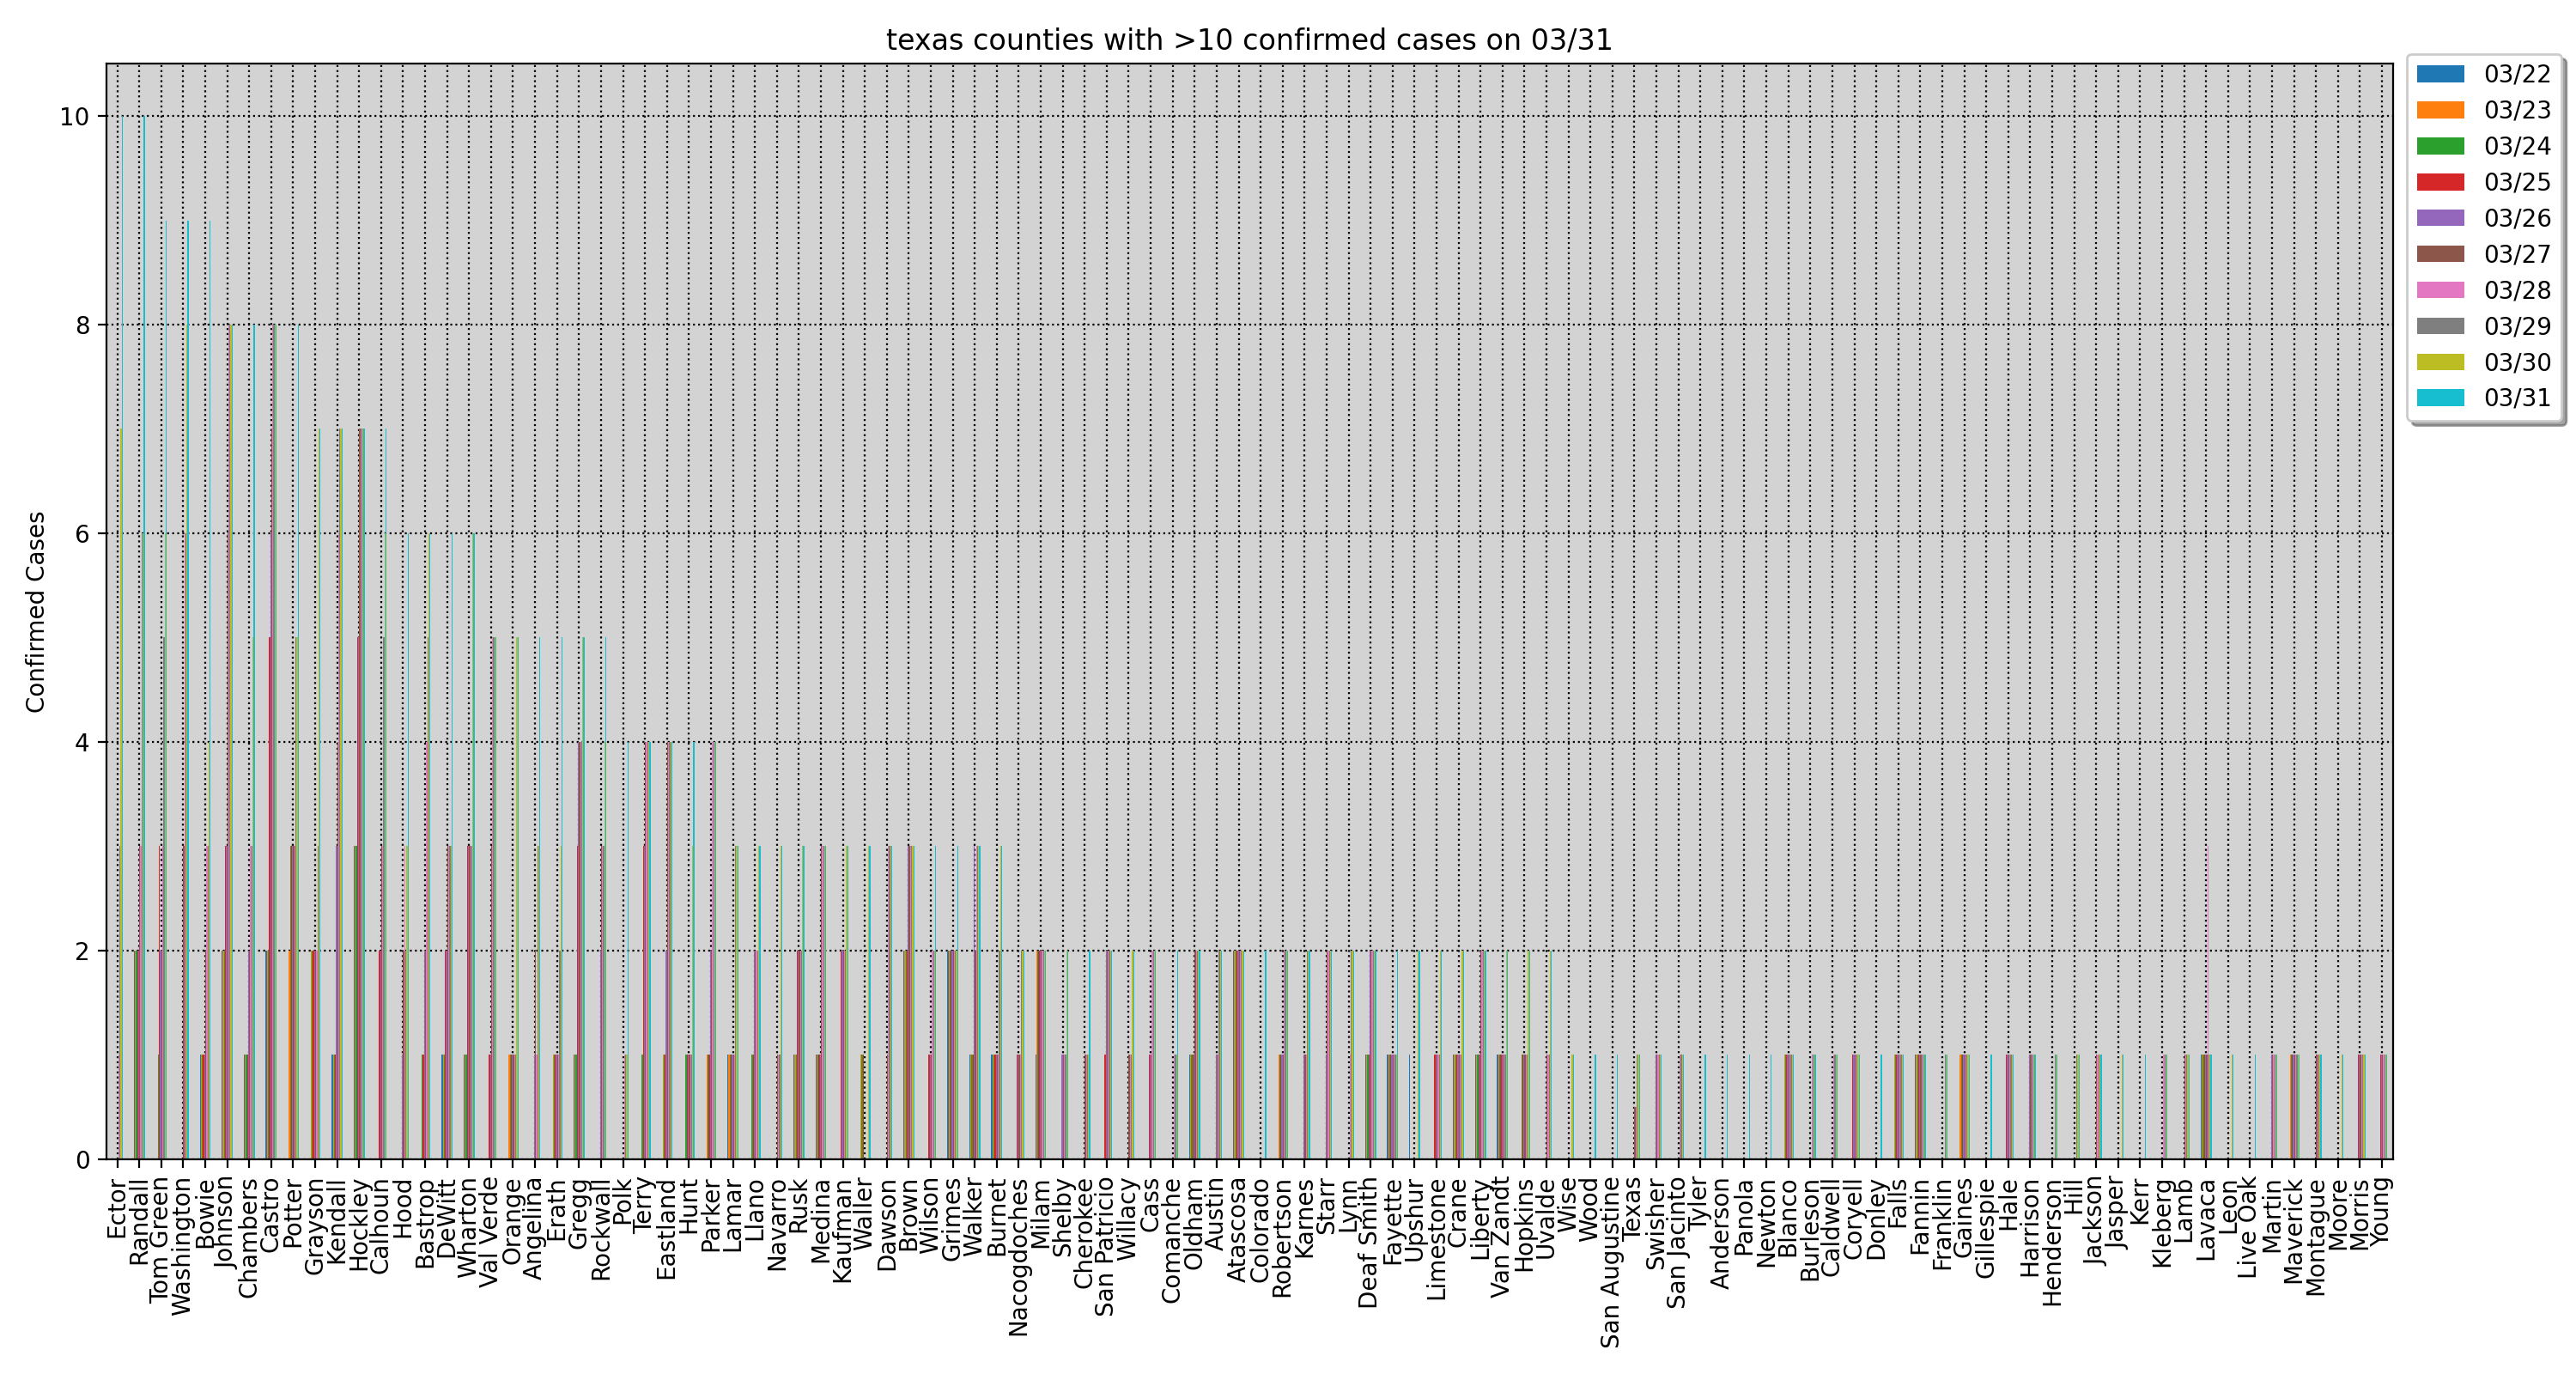 texas counties with >10 confirmed cases on 03/31
03/22
03/23
03/24
03/25
03/26
03/27
03/28
03/29
03/30
03/31
Confirmed Cases
10
8
6
4
2
0
Ector
Randall
Tom Green
Washington
Bowie
Johnson
Chambers
Castro
Potter
Grayson
Kendall
Hockley
Calhoun
Hood
Bastrop
DeWitt
Wharton
Val Verde
Orange
Angelina
Erath
Gregg
Rockwall
Polk
Terry
Eastland
Hunt
Parker
Lamar
Llano
Navarro
Rusk
Medina
Kaufman
Waller
Dawson
Brown
Wilson
Grimes
Walker
Burnet
Nacogdoches
Milam
Shelby
Cherokee
San Patricio
Willacy
Cass
Comanche
Oldham
Austin
Atascosa
Colorado
Robertson
Karnes
Starr
Lynn
Deaf Smith
Fayette
Upshur
Limestone
Crane
Liberty
Van Zandt
Hopkins
Uvalde
Wise
Wood
San Augustine
Texas
Swisher
San Jacinto
Tyler
Anderson
Panola
Newton
Blanco
Burleson
Caldwell
Coryell
Donley
Falls
Fannin
Franklin
Gaines
Gillespie
Hale
Harrison
Henderson
Hill
Jackson
Jasper
Kerr
Kleberg
Lamb
Lavaca
Leon
Live Oak
Martin
Maverick
Montague
Moore
Morris
Young